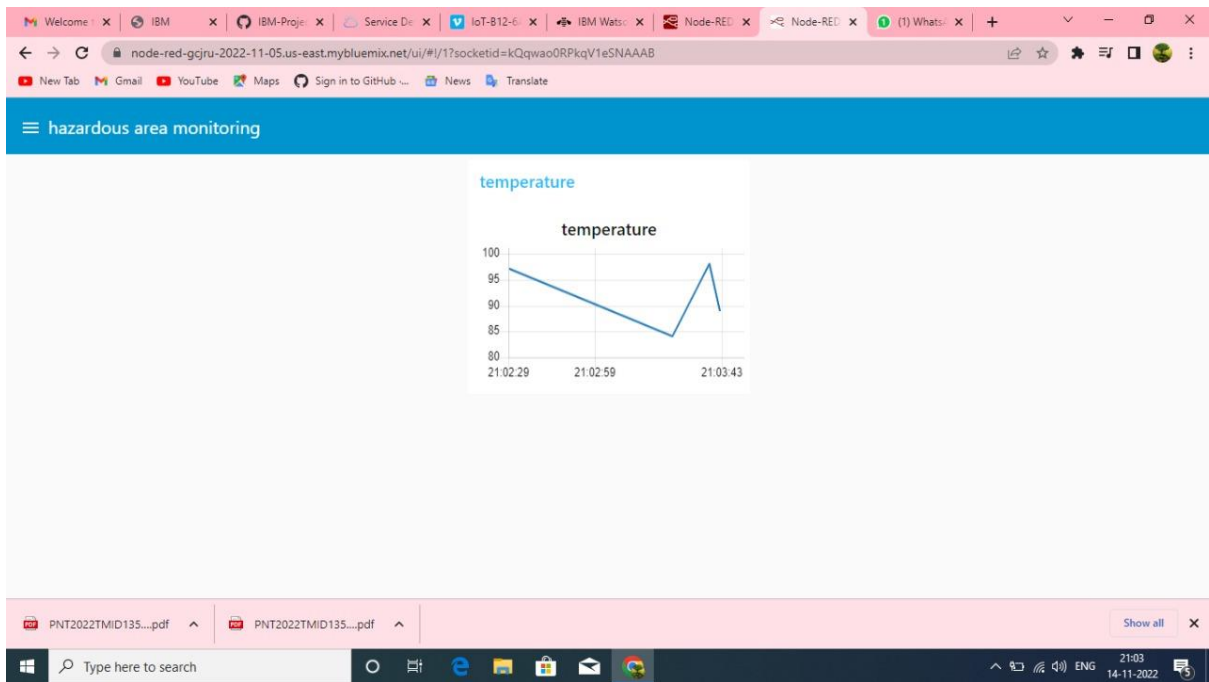 Welcome t
IBM
IBM-Proje
Service De
IoT-B12-6
IBM Watso
Node-RED
Node-RED
(1) Whats
node-red-gcjru-2022-11-05.us-east.mybluemix.net/ui/#!/1?socketid=kQqwao0RPkqV1eSNAAAB
New Tab
Gmail
YouTube
Maps
Sign in to GitHub ·...
News
Translate
hazardous area monitoring
temperature
temperature
100
95
90
85
80
21:02:29
21:02:59
21:03:43
PNT2022TMID135....pdf
PNT2022TMID135....pdf
Show all
Type here to search
ENG
21:03
14-11-2022
5